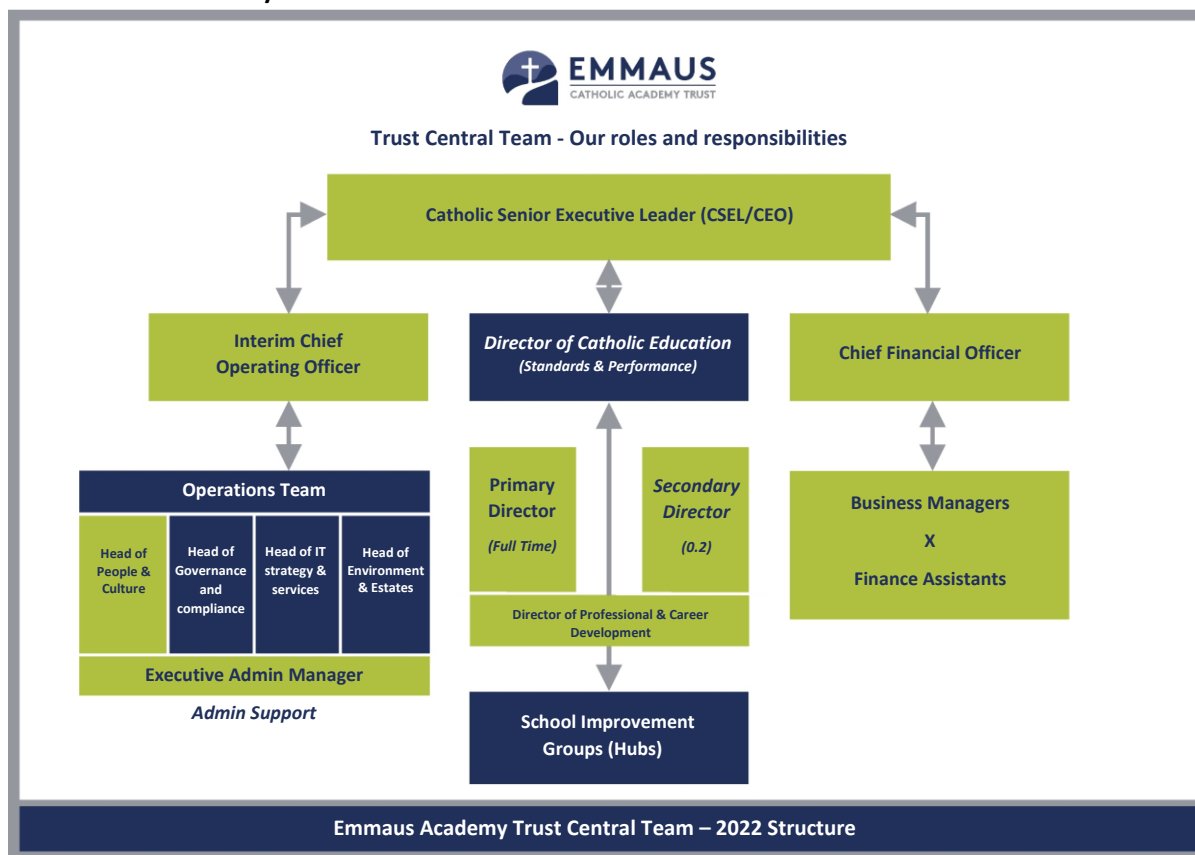 EMMAUS
CATHOLIC ACADEMY TRUST
Trust Central Team - Our roles and responsibilities
Catholic Senior Executive Leader (CSEL/CEO)
Interim Chief
Operating Officer
Director of Catholic Education
(Standards & Performance)
Chief Financial Officer
Operations Team
Head of
People &
Culture
Head of
Governance
and
compliance
Head of IT
strategy &
services
Head of
Environment
& Estates
Executive Admin Manager
Admin Support
Primary
Director
(Full Time)
Secondary
Director
(0.2)
Director of Professional & Career
Development
School Improvement
Groups (Hubs)
Business Managers
X
Finance Assistants
Emmaus Academy Trust Central Team – 2022 Structure